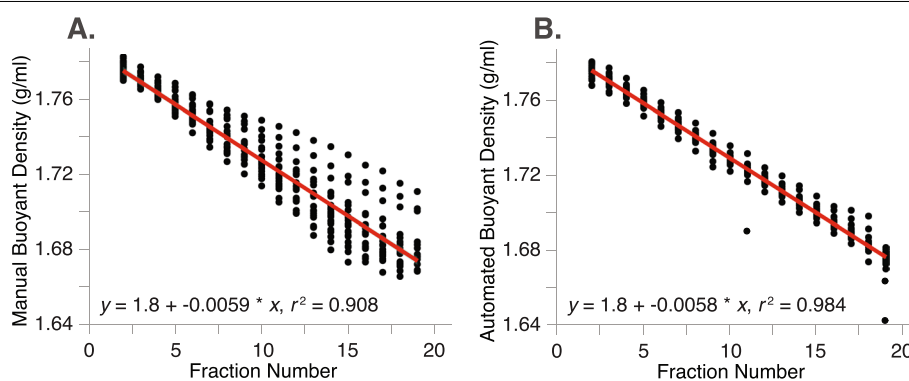 A.
Manual Buoyant Density (g/ml)
1.76
1.72
1.68
1.64
y = 1.8 + -0.0059 * x, r² = 0.908
0 5 10 15 20
Fraction Number
B.
Automated Buoyant Density (g/ml)
1.76
1.72
1.68
1.64
y = 1.8 + -0.0058 * x, r² = 0.984
0 5 10 15 20
Fraction Number